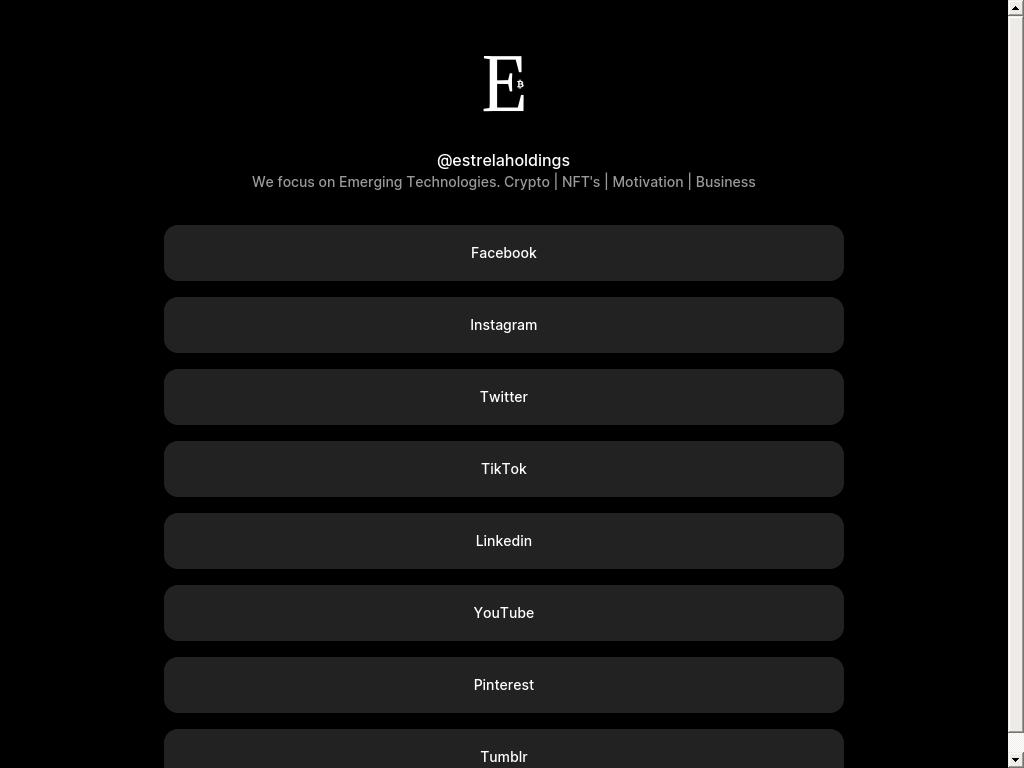 E
₿
@estrelaholdings
We focus on Emerging Technologies. Crypto | NFT's | Motivation | Business
Facebook
Instagram
Twitter
TikTok
Linkedin
YouTube
Pinterest
Tumblr